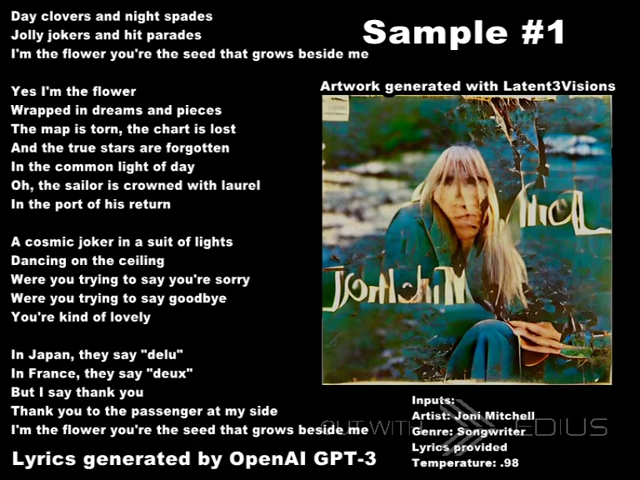 Day clovers and night spades
Jolly jokers and hit parades
I'm the flower you're the seed that grows beside me
Yes I'm the flower
Wrapped in dreams and pieces
The map is torn, the chart is lost
And the true stars are forgotten
In the common light of day
Oh, the sailor is crowned with laurel
In the port of his return
A cosmic joker in a suit of lights
Dancing on the ceiling
Were you trying to say you're sorry
Were you trying to say goodbye
You're kind of lovely
In Japan, they say "delu"
In France, they say "deux"
But I say thank you
Thank you to the passenger at my side
I'm the flower you're the seed that grows beside me
Lyrics generated by OpenAI GPT-3
Sample #1
Artwork generated with Latent3Visions
Inputs:
Artist: Joni Mitchell
Genre: Songwriter
Lyrics provided
Temperature: .98
OUT WITH EDIUS